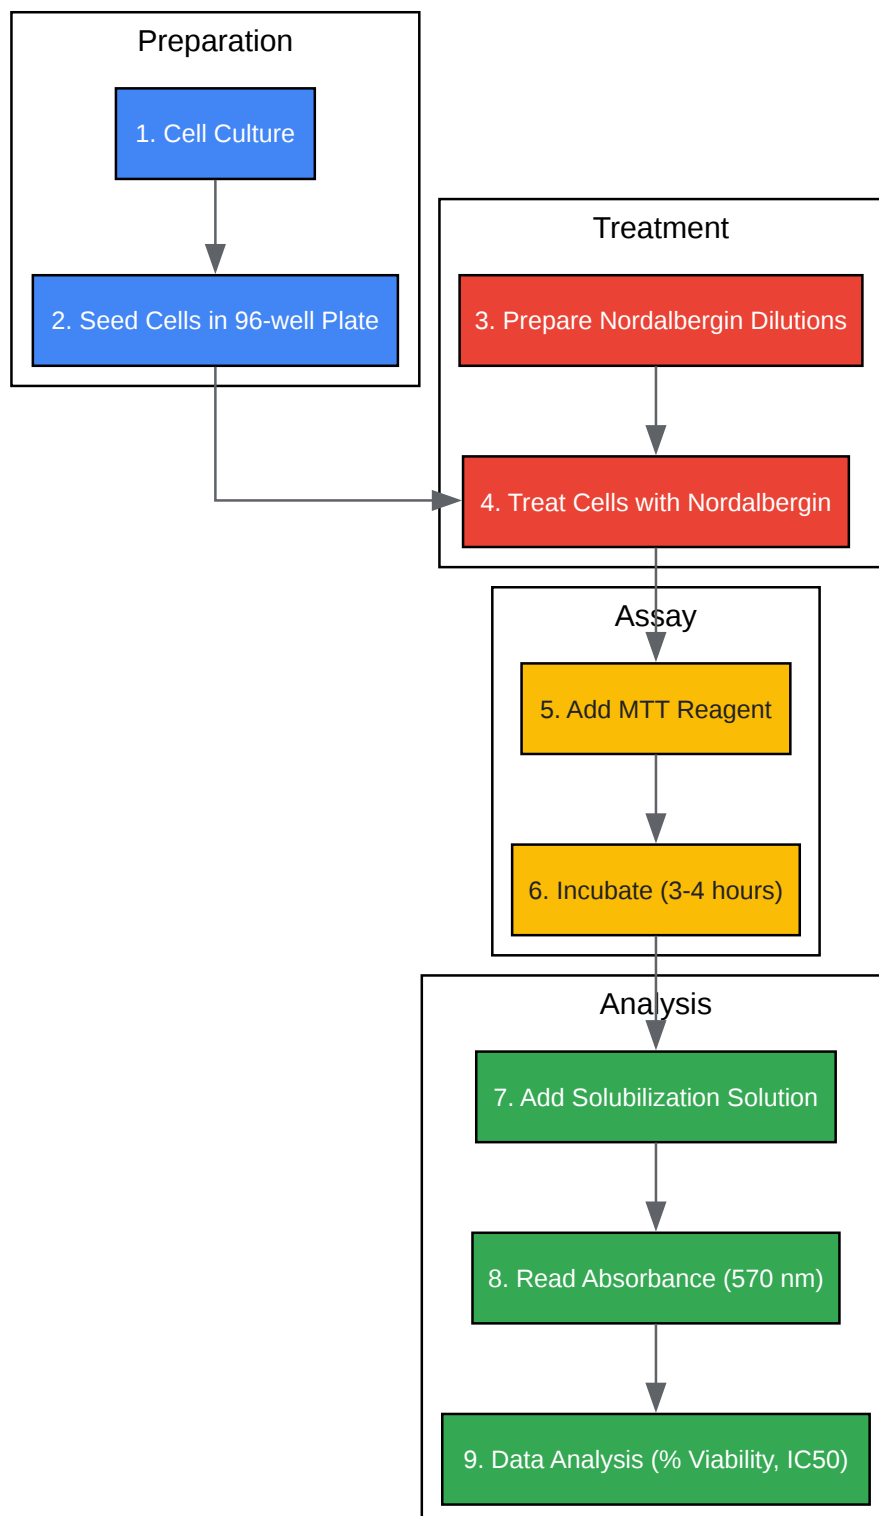 Preparation
1. Cell Culture
2. Seed Cells in 96-well Plate
Treatment
3. Prepare Nordalbergin Dilutions
4. Treat Cells with Nordalbergin
Assay
5. Add MTT Reagent
6. Incubate (3-4 hours)
Analysis
7. Add Solubilization Solution
8. Read Absorbance (570 nm)
9. Data Analysis (% Viability, IC50)